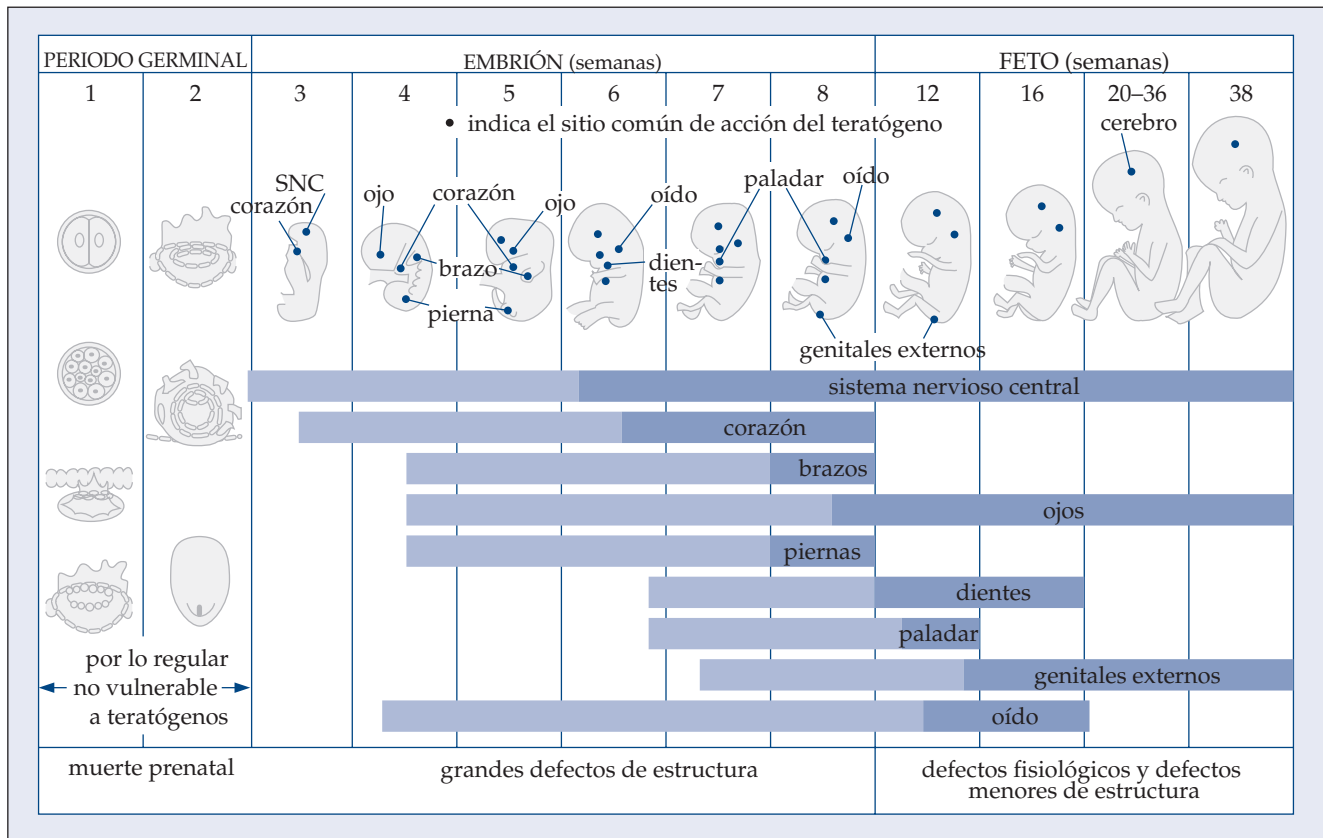 PERIODO GERMINAL
EMBRIÓN (semanas)
FETO (semanas)
1 2 3 4 5 6 7 8 12 16 20–36 38
• indica el sitio común de acción del teratógeno
cerebro
SNC
corazón
ojo
corazón
ojo
oído
paladar
oído
brazo
dien-
tes
pierna
genitales externos
sistema nervioso central
corazón
brazos
ojos
piernas
dientes
paladar
genitales externos
oído
por lo regular
no vulnerable
a teratógenos
muerte prenatal
grandes defectos de estructura
defectos fisiológicos y defectos
menores de estructura